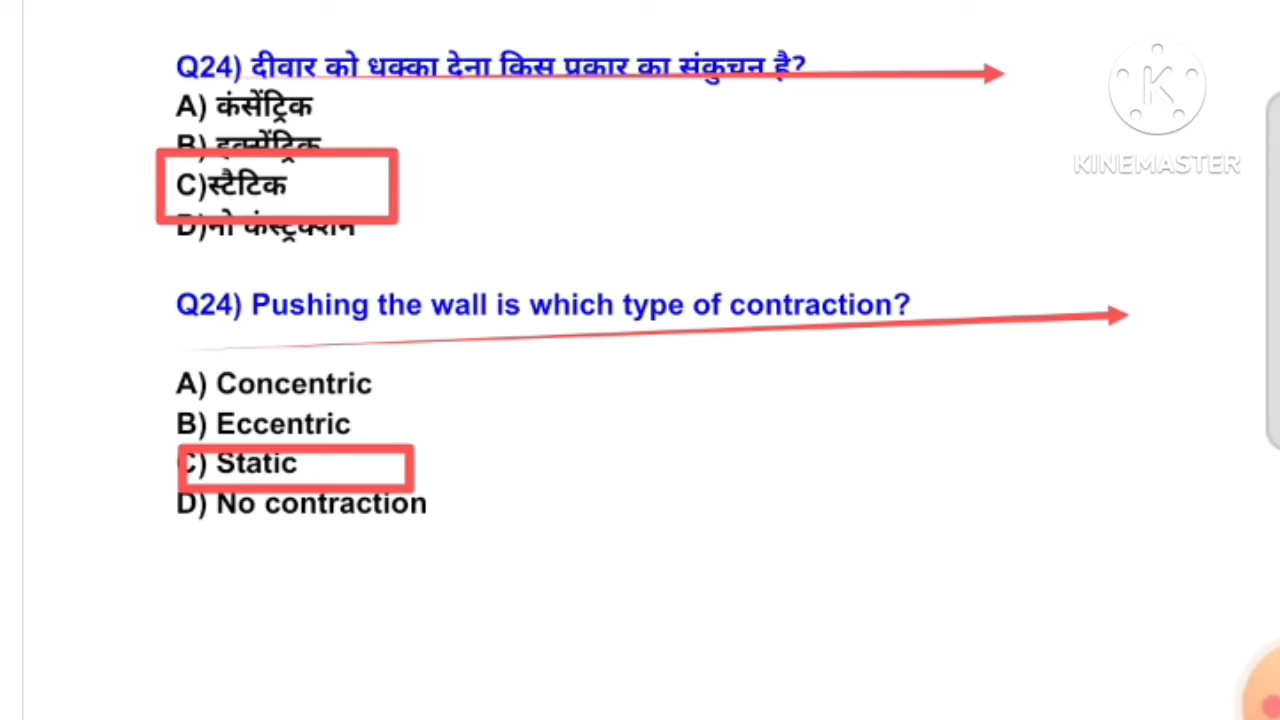 Q24) दीवार को धक्का देना किस प्रकार का संकुचन है?
A) कंसेंट्रिक
B) इक्सेंट्रिक
C)स्टैटिक
D)नो कंस्ट्रक्शन
Q24) Pushing the wall is which type of contraction?
A) Concentric
B) Eccentric
C) Static
D) No contraction
K
KINEMASTER